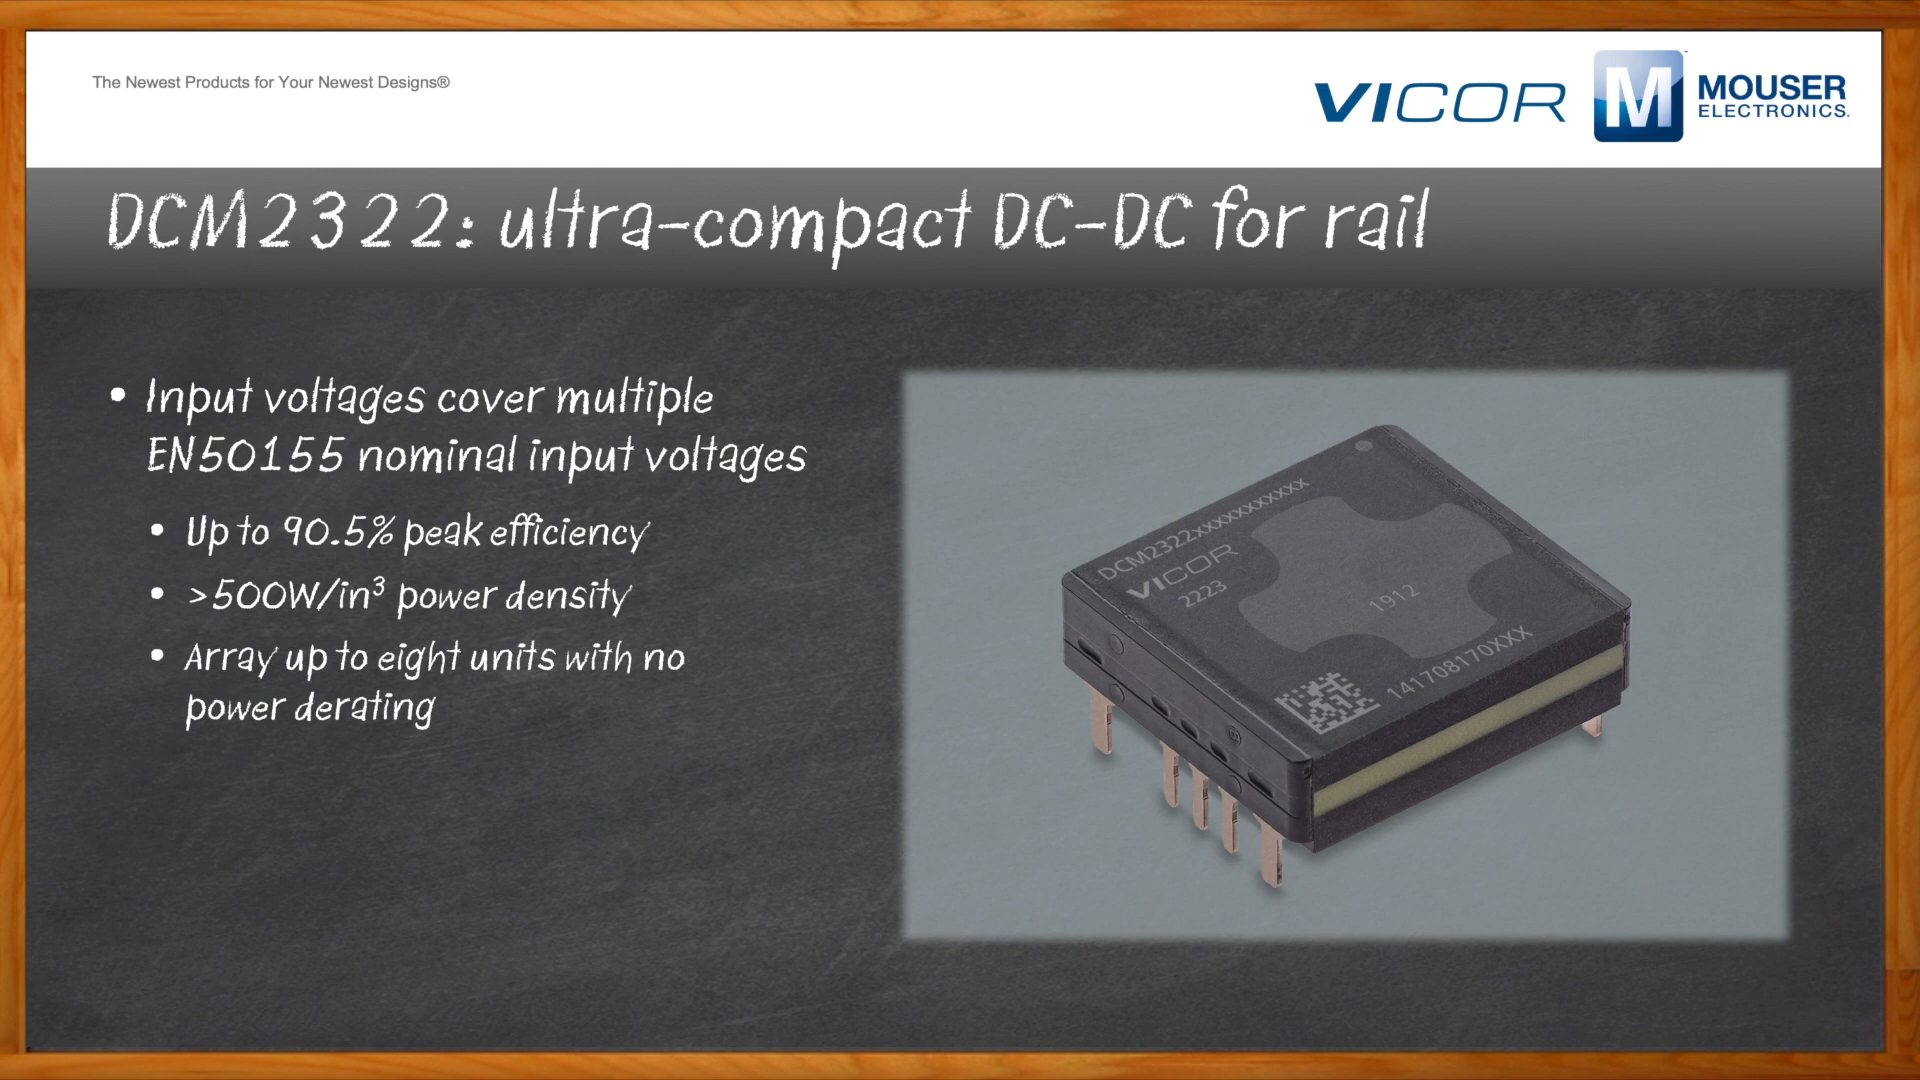 The Newest Products for Your Newest Designs®
VICOR
M
MOUSER
ELECTRONICS.
DCM2322: ultra-compact DC-DC for rail
• Input voltages cover multiple
EN50155 nominal input voltages
• Up to 90.5% peak efficiency
• >500W/in³ power density
• Array up to eight units with no
power derating
DCM2322xxxxxxxxxxxx
VICOR
2223
1912
141708170XXX